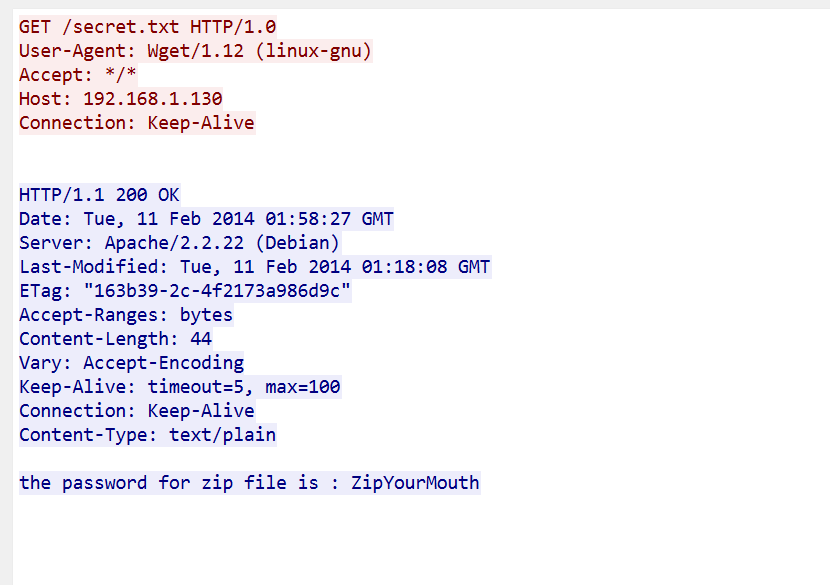 GET /secret.txt HTTP/1.0
User-Agent: Wget/1.12 (linux-gnu)
Accept: */*
Host: 192.168.1.130
Connection: Keep-Alive
HTTP/1.1 200 OK
Date: Tue, 11 Feb 2014 01:58:27 GMT
Server: Apache/2.2.22 (Debian)
Last-Modified: Tue, 11 Feb 2014 01:18:08 GMT
ETag: "163b39-2c-4f2173a986d9c"
Accept-Ranges: bytes
Content-Length: 44
Vary: Accept-Encoding
Keep-Alive: timeout=5, max=100
Connection: Keep-Alive
Content-Type: text/plain
the password for zip file is : ZipYourMouth